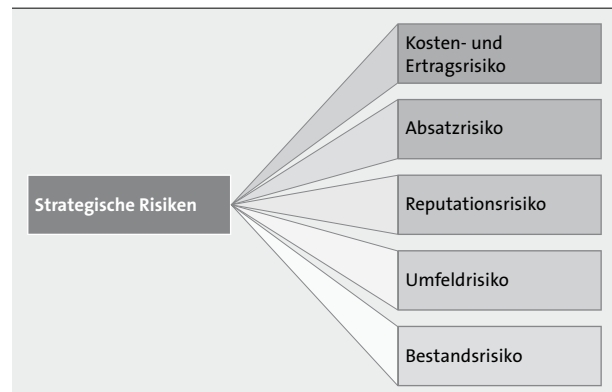 Kosten- und
Ertragsrisiko
Absatzrisiko
Strategische Risiken
Reputationsrisiko
Umfeldrisiko
Bestandsrisiko